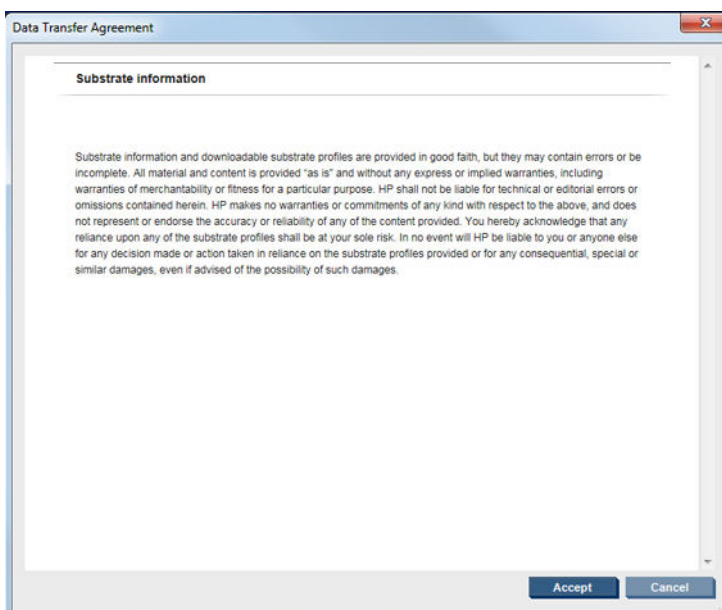 Data Transfer Agreement
Substrate information
Substrate information and downloadable substrate profiles are provided in good faith, but they may contain errors or be
incomplete. All material and content is provided "as is" and without any express or implied warranties, including
warranties of merchantability or fitness for a particular purpose. HP shall not be liable for technical or editorial errors or
omissions contained herein. HP makes no warranties or commitments of any kind with respect to the above, and does
not represent or endorse the accuracy or reliability of any of the content provided. You hereby acknowledge that any
reliance upon any of the substrate profiles shall be at your sole risk. In no event will HP be liable to you or anyone else
for any decision made or action taken in reliance on the substrate profiles provided or for any consequential, special or
similar damages, even if advised of the possibility of such damages.
Accept Cancel